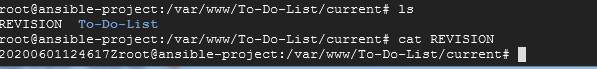 root@ansible-project:/var/www/To-Do-List/current# ls
REVISION  To-Do-List
root@ansible-project:/var/www/To-Do-List/current# cat REVISION
20200601124617Zroot@ansible-project:/var/www/To-Do-List/current#